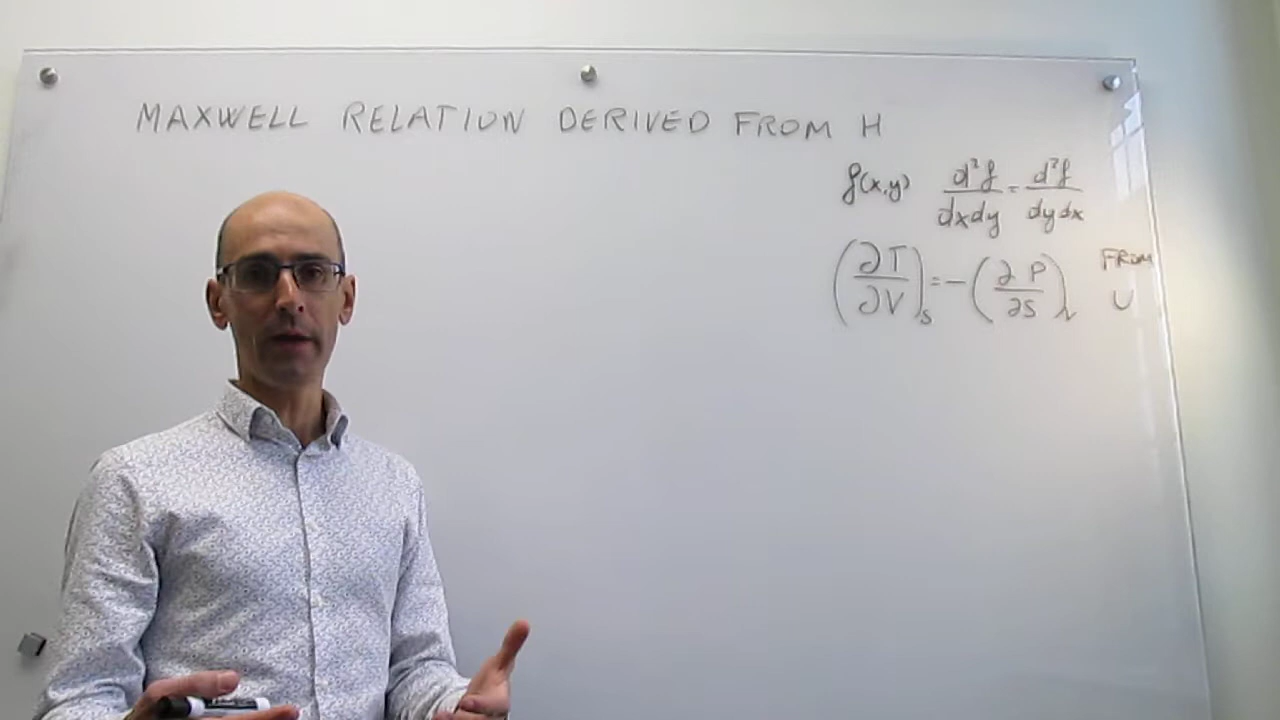 MAXWELL RELATION DERIVED FROM H
f(x,y) d²f/dxdy = d²f/dydx
(∂T/∂V)s = -(∂P/∂S)v FROM U